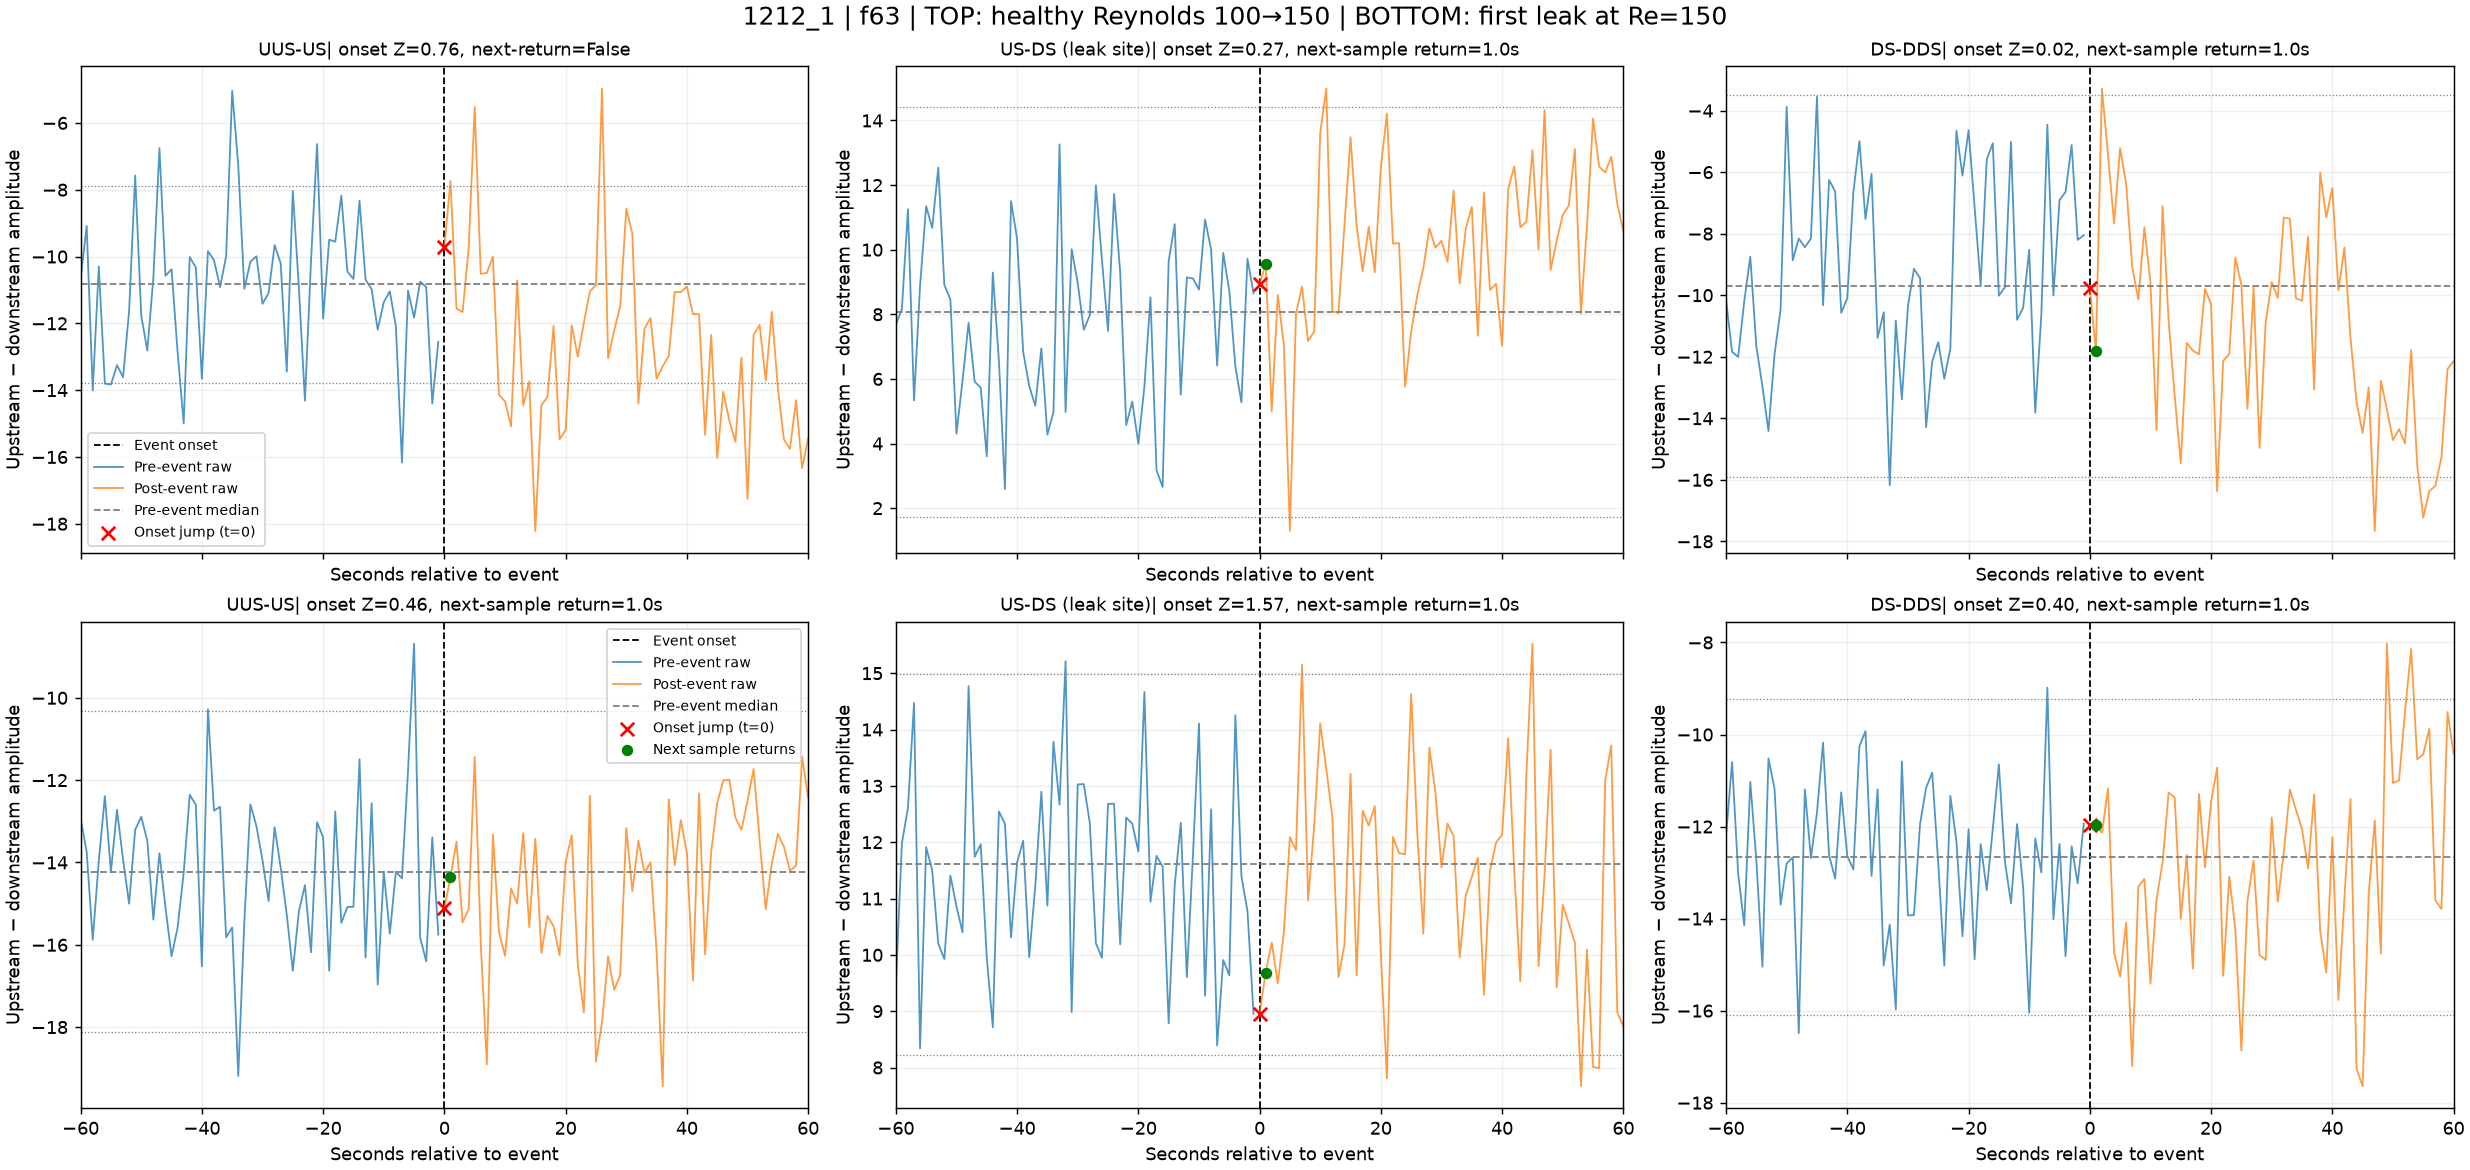 1212_1 | f63 | TOP: healthy Reynolds 100→150 | BOTTOM: first leak at Re=150
UUS-US| onset Z=0.76, next-return=False
Upstream − downstream amplitude
−6
−8
−10
−12
−14
−16
−18
Event onset
Pre-event raw
Post-event raw
Pre-event median
Onset jump (t=0)
Seconds relative to event
US-DS (leak site)| onset Z=0.27, next-sample return=1.0s
Upstream − downstream amplitude
14
12
10
8
6
4
2
Seconds relative to event
DS-DDS| onset Z=0.02, next-sample return=1.0s
Upstream − downstream amplitude
−4
−6
−8
−10
−12
−14
−16
−18
Seconds relative to event
UUS-US| onset Z=0.46, next-sample return=1.0s
Upstream − downstream amplitude
−10
−12
−14
−16
−18
Event onset
Pre-event raw
Post-event raw
Pre-event median
Onset jump (t=0)
Next sample returns
−60 −40 −20 0 20 40 60
Seconds relative to event
US-DS (leak site)| onset Z=1.57, next-sample return=1.0s
Upstream − downstream amplitude
15
14
13
12
11
10
9
8
−60 −40 −20 0 20 40 60
Seconds relative to event
DS-DDS| onset Z=0.40, next-sample return=1.0s
Upstream − downstream amplitude
−8
−10
−12
−14
−16
−18
−60 −40 −20 0 20 40 60
Seconds relative to event